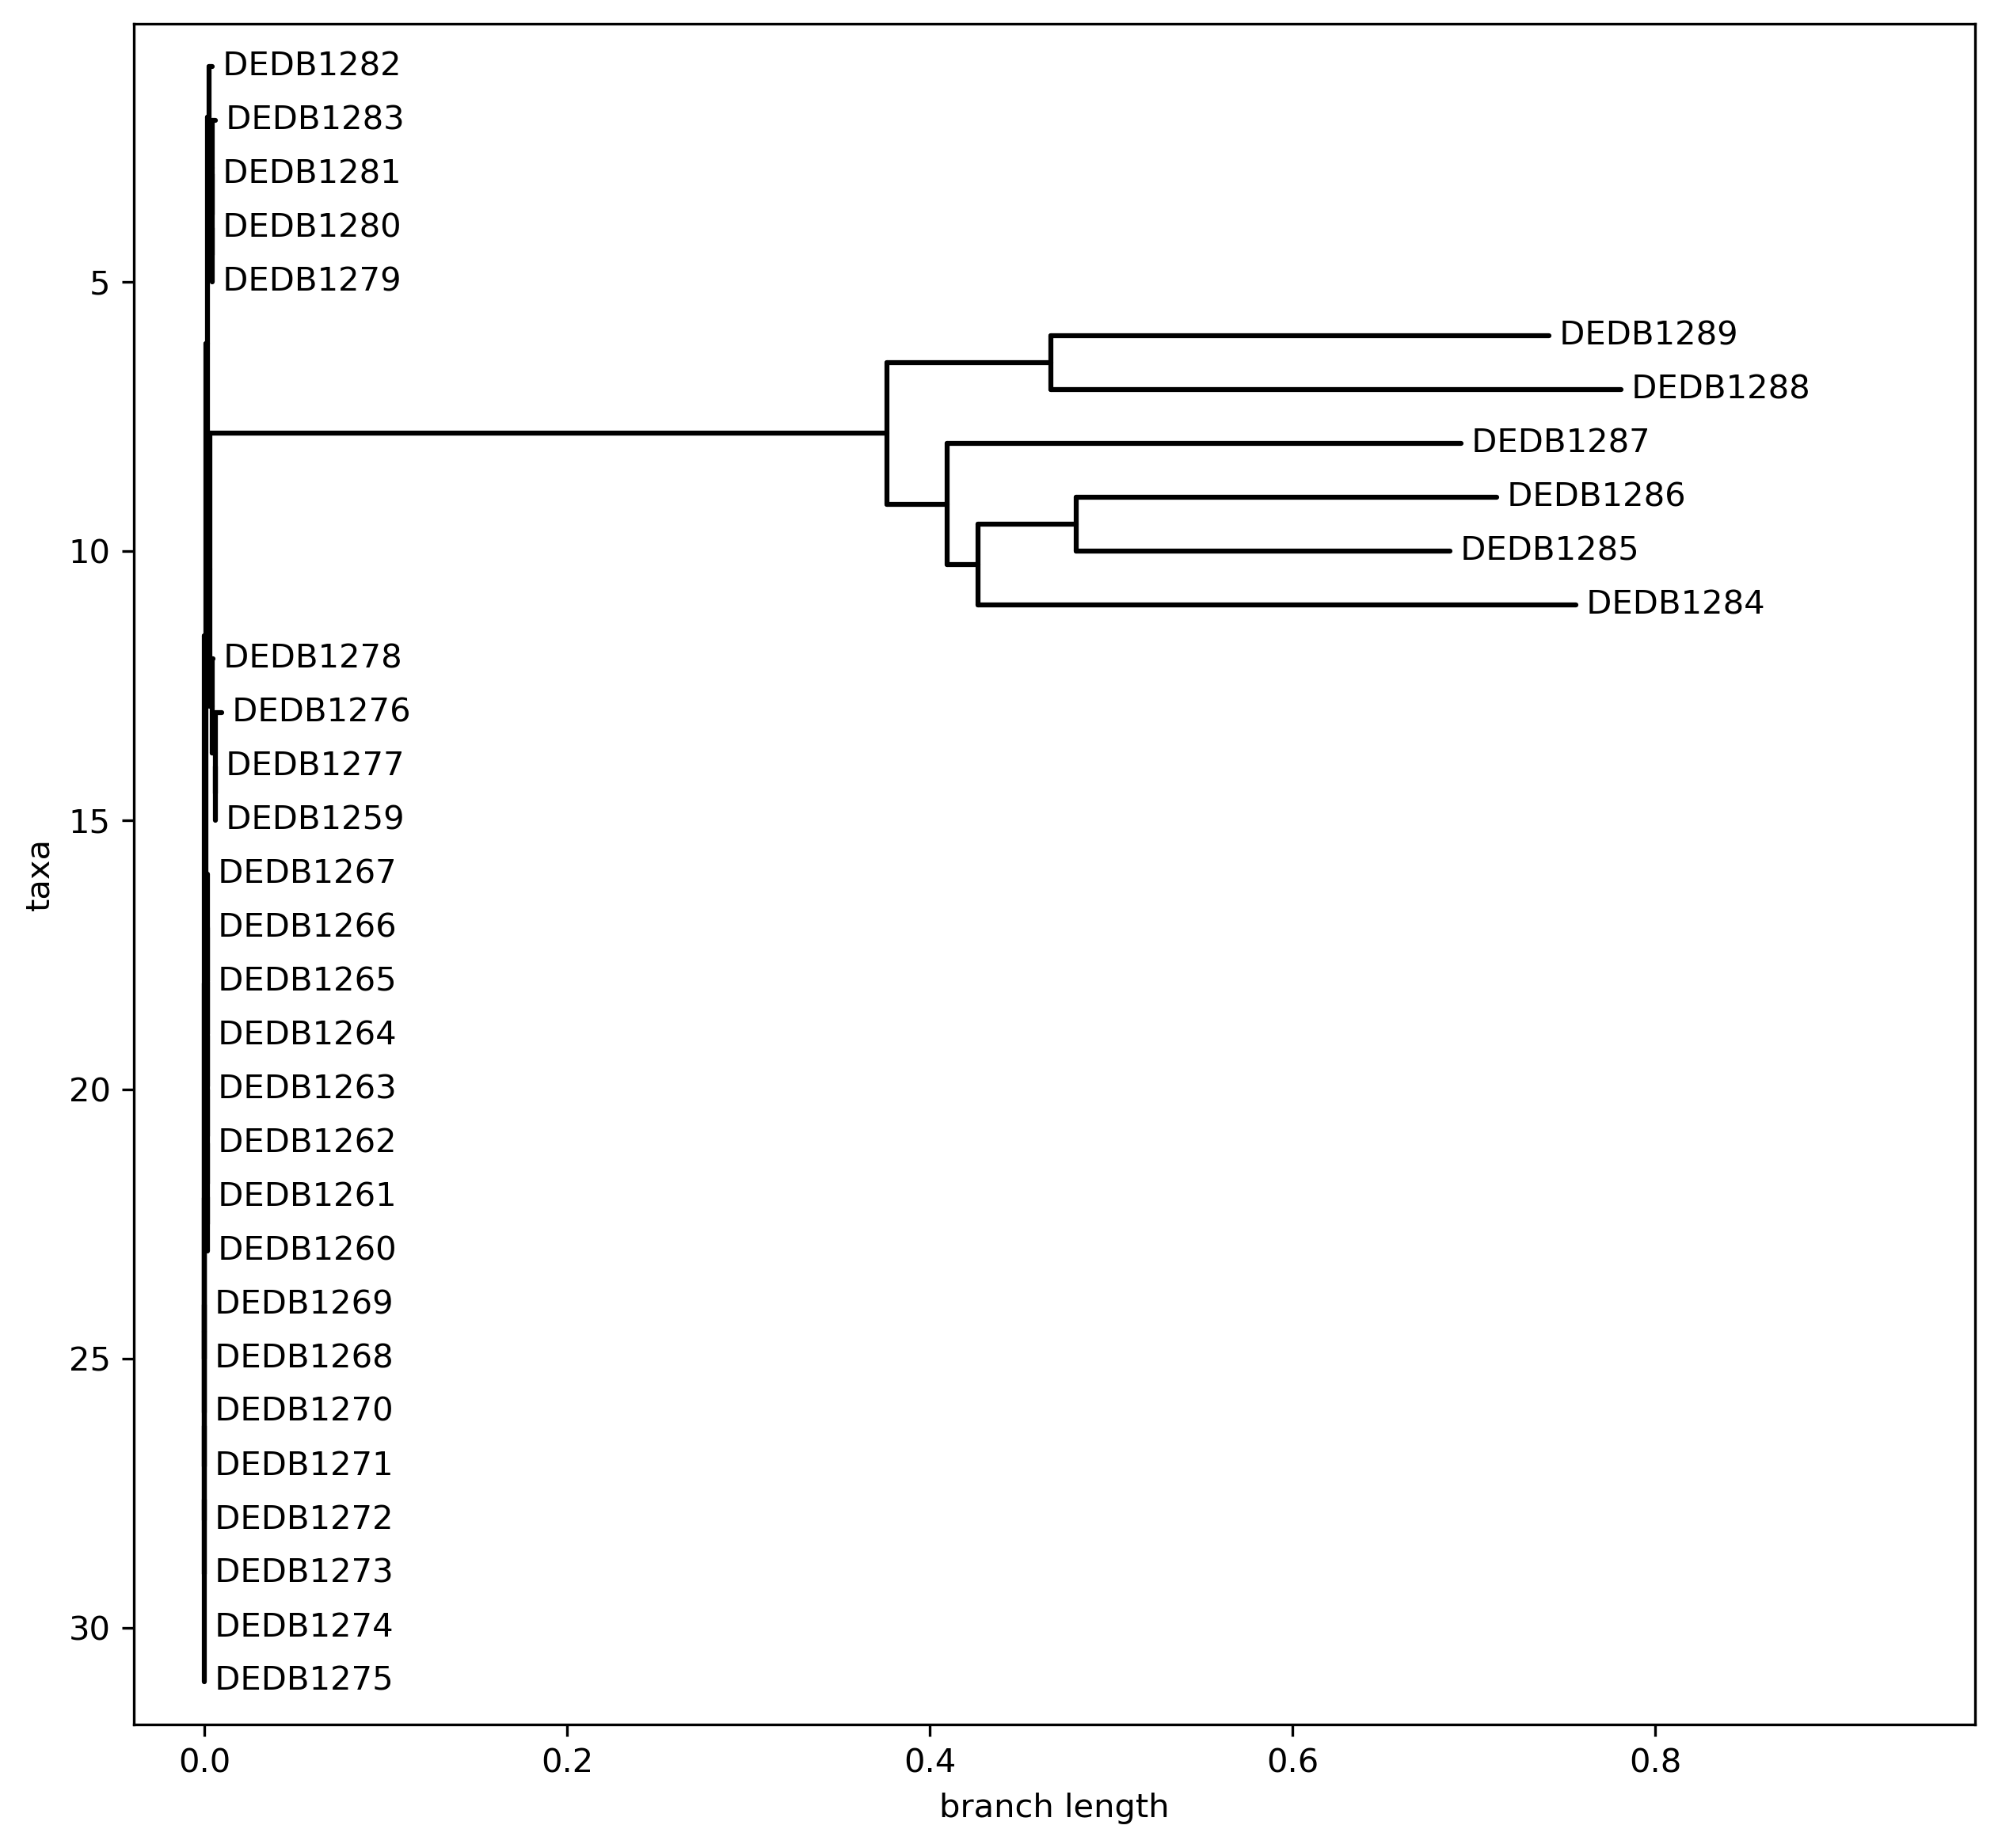 DEDB1282
DEDB1283
DEDB1281
DEDB1280
DEDB1279
5
DEDB1289
DEDB1288
DEDB1287
DEDB1286
DEDB1285
10
DEDB1284
DEDB1278
DEDB1276
DEDB1277
DEDB1259
15
taxa
DEDB1267
DEDB1266
DEDB1265
DEDB1264
DEDB1263
20
DEDB1262
DEDB1261
DEDB1260
DEDB1269
DEDB1268
25
DEDB1270
DEDB1271
DEDB1272
DEDB1273
DEDB1274
30
DEDB1275
0.0 0.2 0.4 0.6 0.8
branch length